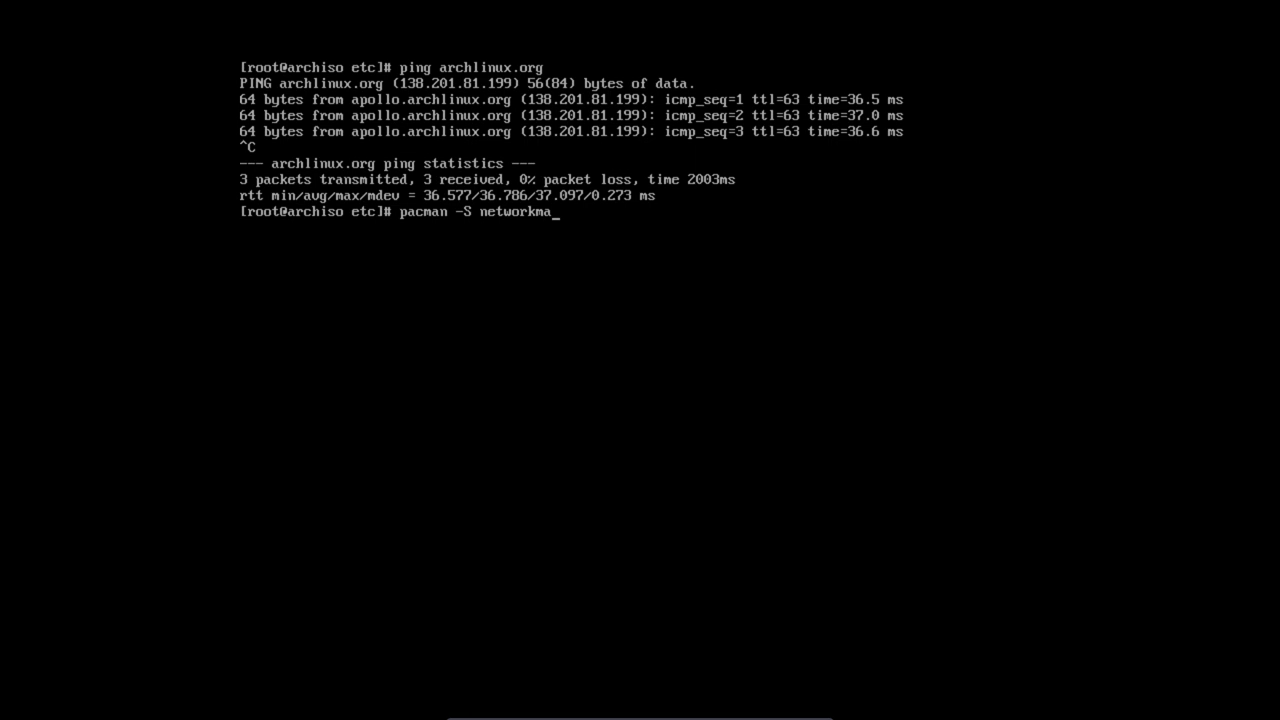 [root@archiso etc]# ping archlinux.org
PING archlinux.org (138.201.81.199) 56(84) bytes of data.
64 bytes from apollo.archlinux.org (138.201.81.199): icmp_seq=1 ttl=63 time=36.5 ms
64 bytes from apollo.archlinux.org (138.201.81.199): icmp_seq=2 ttl=63 time=37.0 ms
64 bytes from apollo.archlinux.org (138.201.81.199): icmp_seq=3 ttl=63 time=36.6 ms
^C
--- archlinux.org ping statistics ---
3 packets transmitted, 3 received, 0% packet loss, time 2003ms
rtt min/avg/max/mdev = 36.577/36.786/37.097/0.273 ms
[root@archiso etc]# pacman -S networkma_